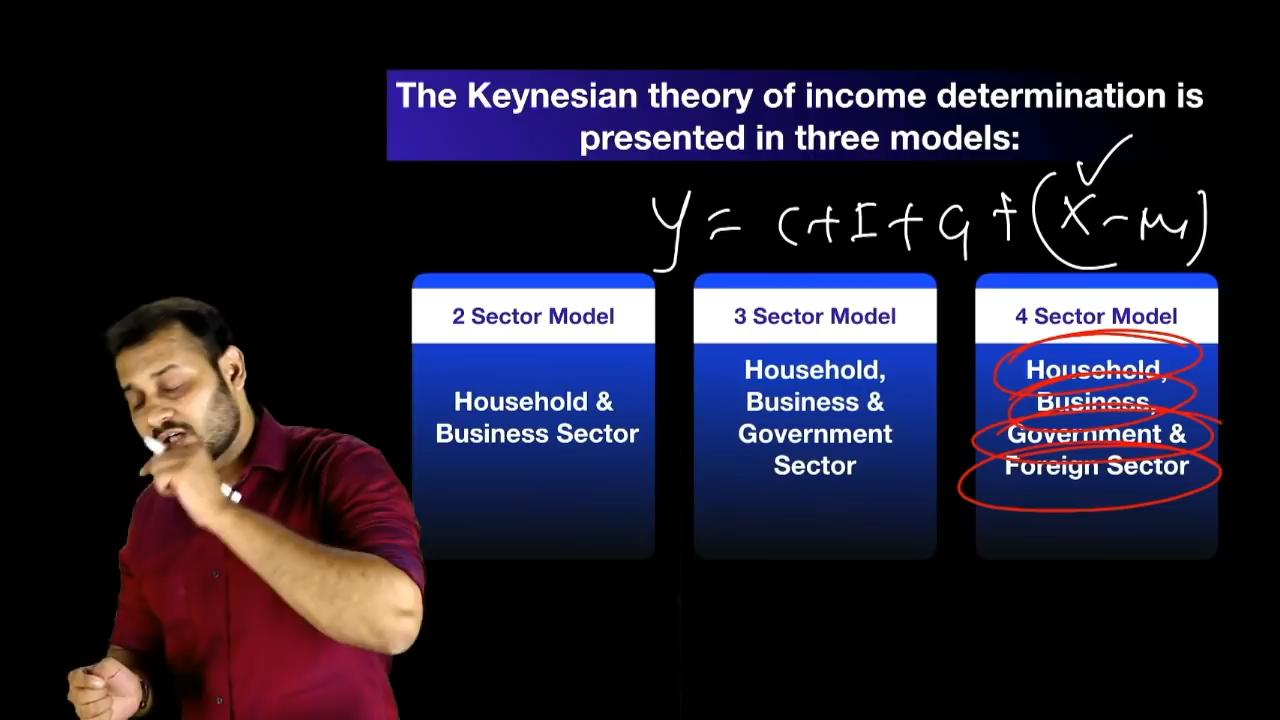 The Keynesian theory of income determination is
presented in three models:
y = C+I+G+(X-M)
2 Sector Model
Household &
Business Sector
3 Sector Model
Household,
Business &
Government
Sector
4 Sector Model
Household,
Business,
Government &
Foreign Sector